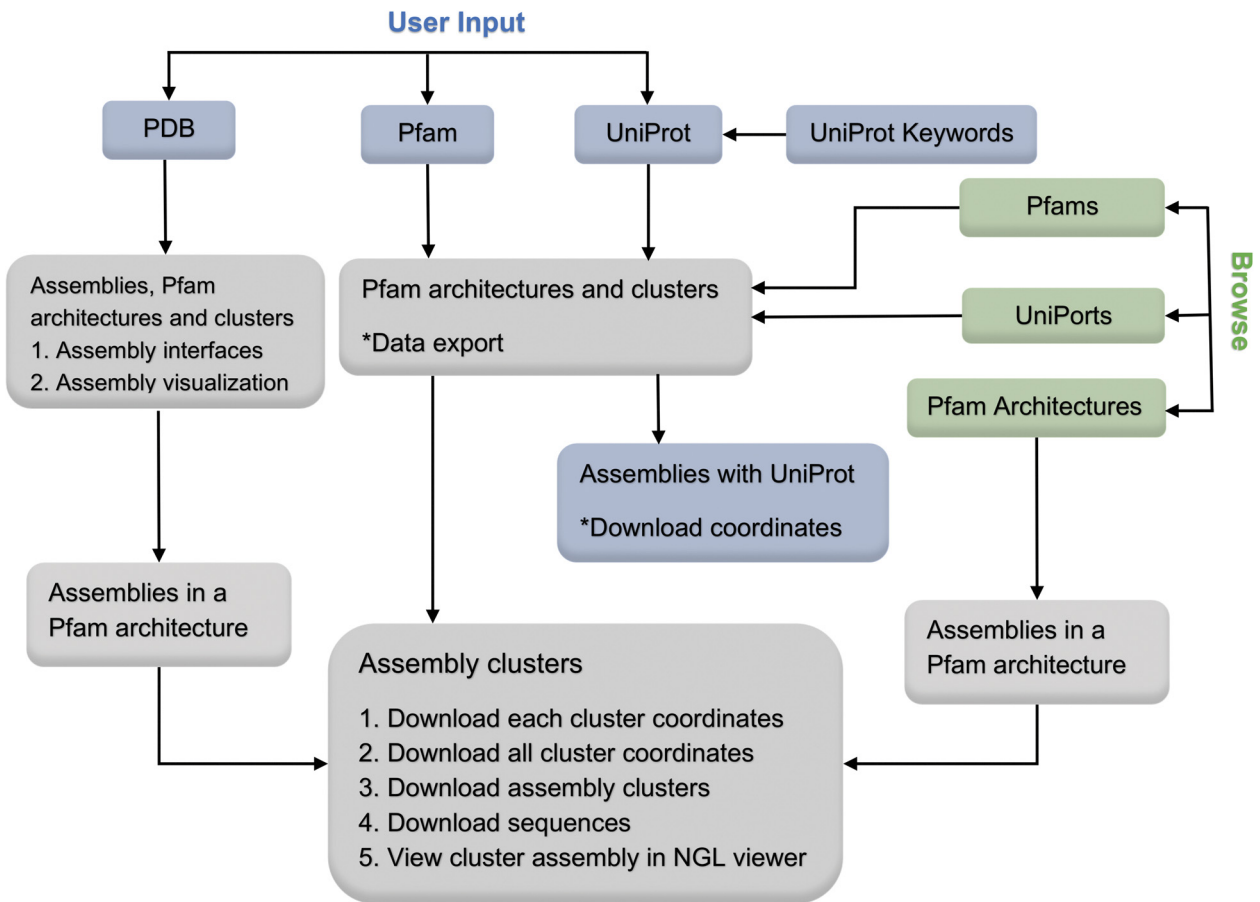 User Input
PDB
Pfam
UniProt
UniProt Keywords
Pfams
UniPorts
Pfam Architectures
Browse
Assemblies, Pfam
architectures and clusters
1. Assembly interfaces
2. Assembly visualization
Pfam architectures and clusters
*Data export
Assemblies with UniProt
*Download coordinates
Assemblies in a
Pfam architecture
Assemblies in a
Pfam architecture
Assembly clusters
1. Download each cluster coordinates
2. Download all cluster coordinates
3. Download assembly clusters
4. Download sequences
5. View cluster assembly in NGL viewer